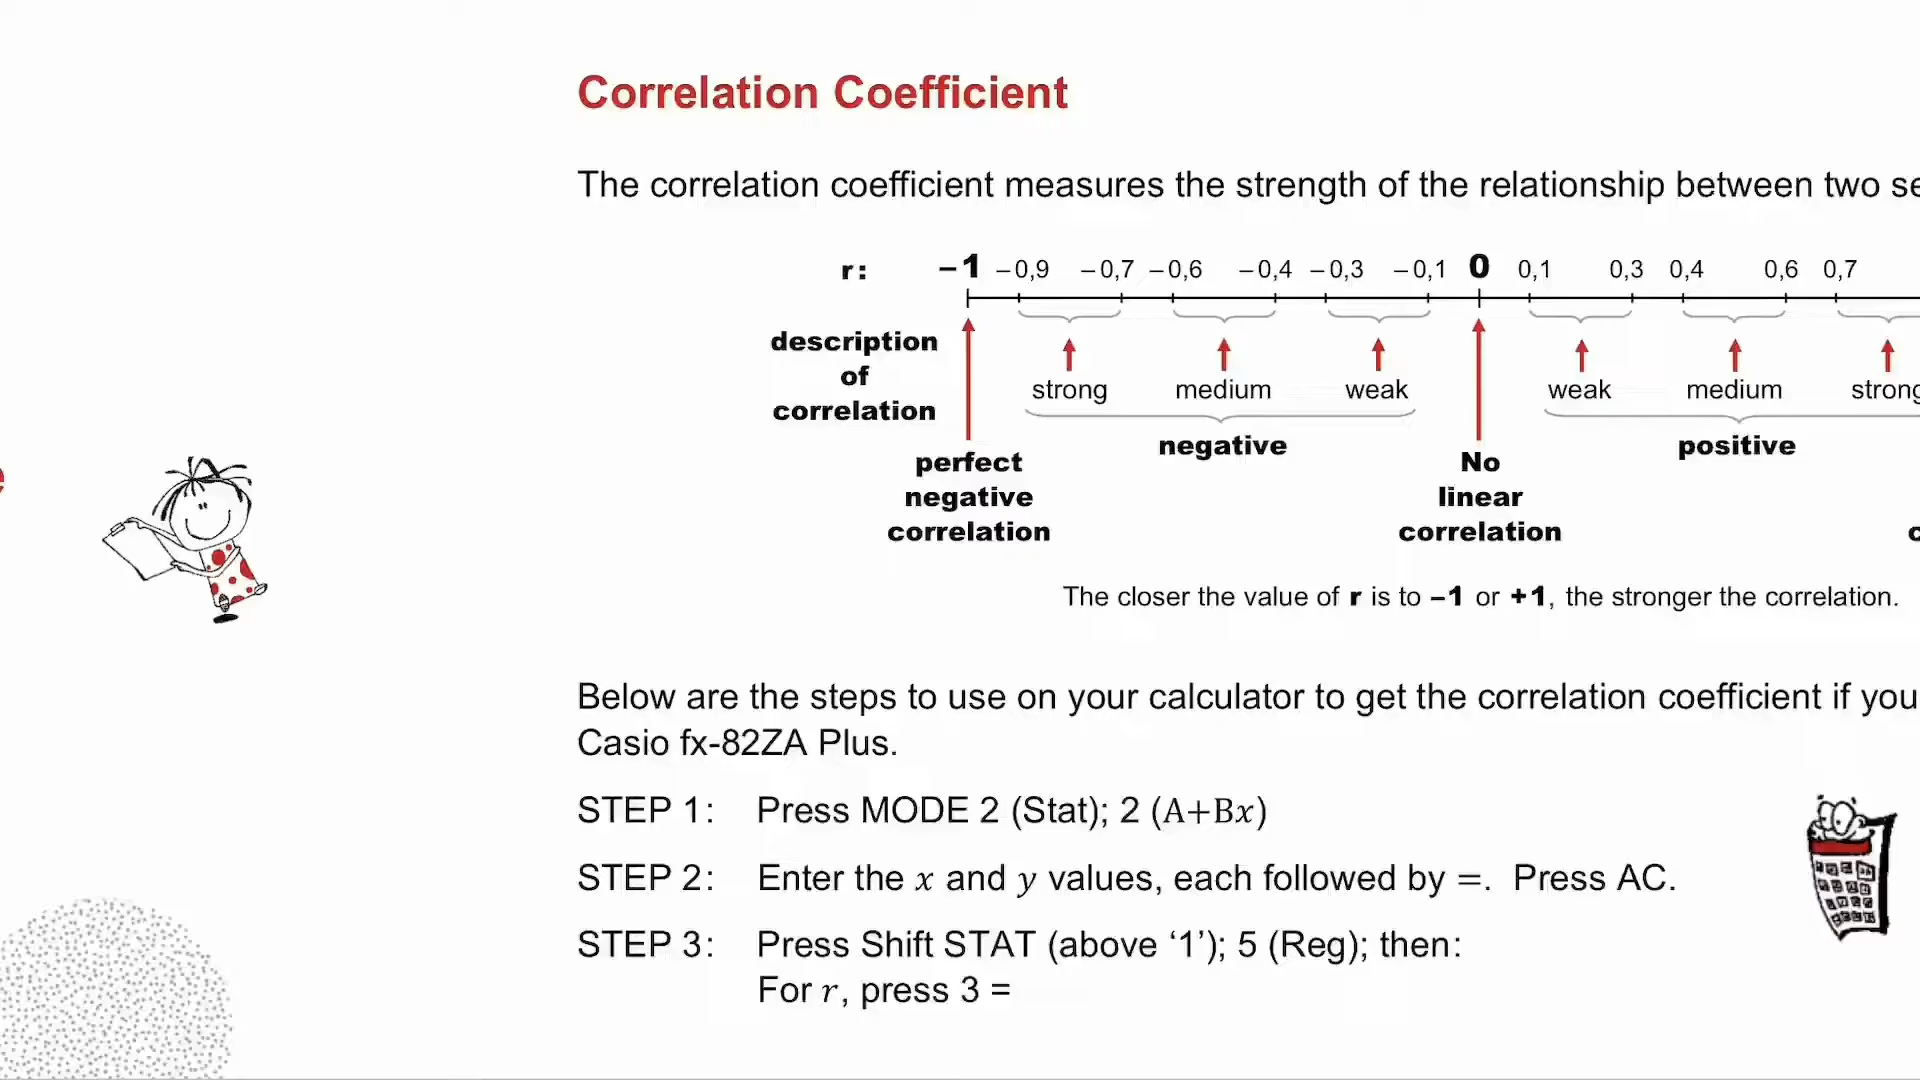 Correlation Coefficient
The correlation coefficient measures the strength of the relationship between two
r: –1 –0,9 –0,7 –0,6 –0,4 –0,3 –0,1 0 0,1 0,3 0,4 0,6 0,7
description
of
correlation
strong medium weak weak medium strong
negative positive
perfect
negative
correlation
No
linear
correlation
The closer the value of r is to –1 or +1, the stronger the correlation.
Below are the steps to use on your calculator to get the correlation coefficient if you
Casio fx-82ZA Plus.
STEP 1: Press MODE 2 (Stat); 2 (A+Bx)
STEP 2: Enter the x and y values, each followed by =. Press AC.
STEP 3: Press Shift STAT (above ‘1’); 5 (Reg); then:
For r, press 3 =